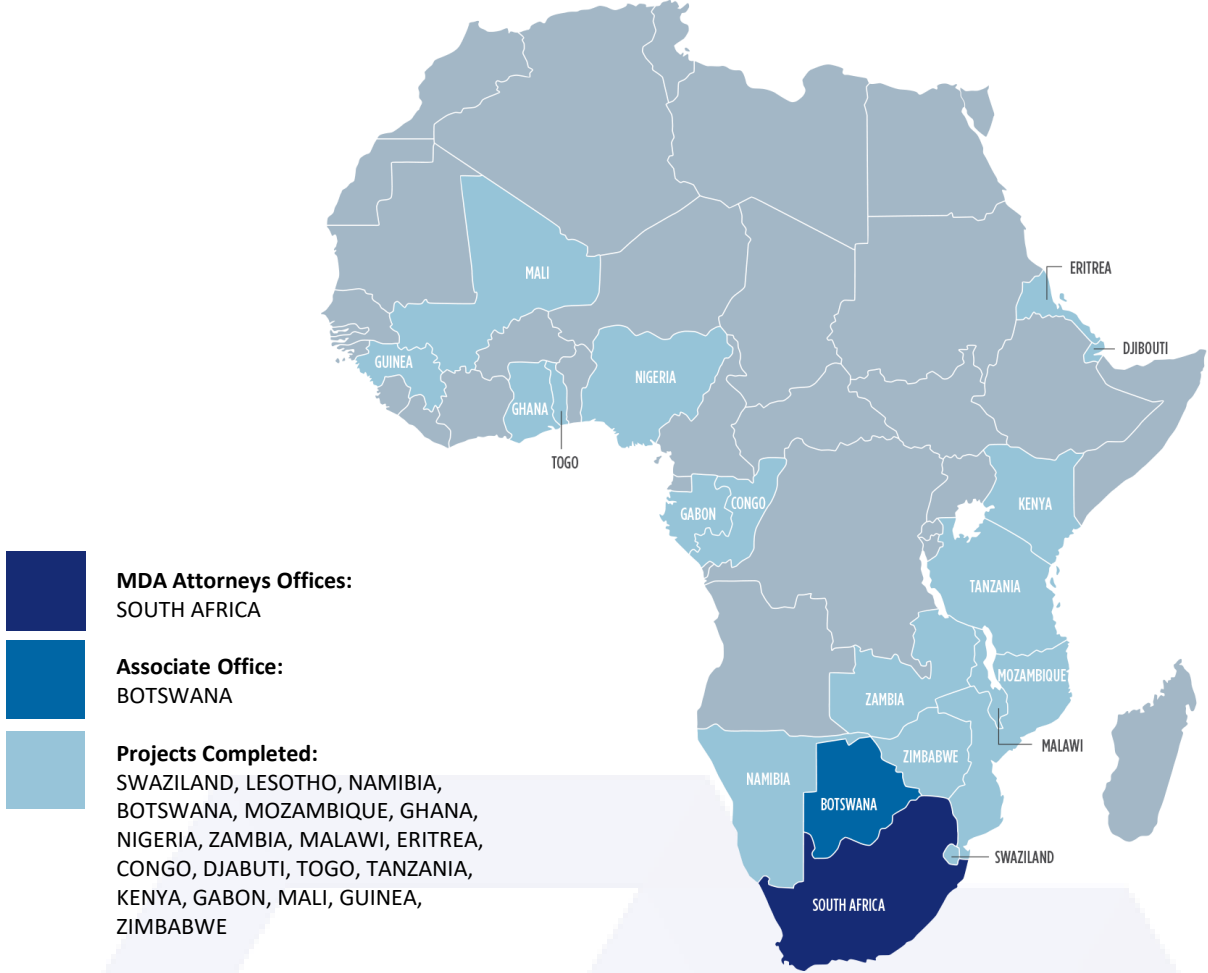 ERITREA
MALI
DJIBOUTI
GUINEA
NIGERIA
GHANA
TOGO
KENYA
CONGO
GABON
TANZANIA
MOZAMBIQUE
ZAMBIA
MALAWI
ZIMBABWE
NAMIBIA
BOTSWANA
SWAZILAND
SOUTH AFRICA
MDA Attorneys Offices:
SOUTH AFRICA
Associate Office:
BOTSWANA
Projects Completed:
SWAZILAND, LESOTHO, NAMIBIA,
BOTSWANA, MOZAMBIQUE, GHANA,
NIGERIA, ZAMBIA, MALAWI, ERITREA,
CONGO, DJABUTI, TOGO, TANZANIA,
KENYA, GABON, MALI, GUINEA,
ZIMBABWE